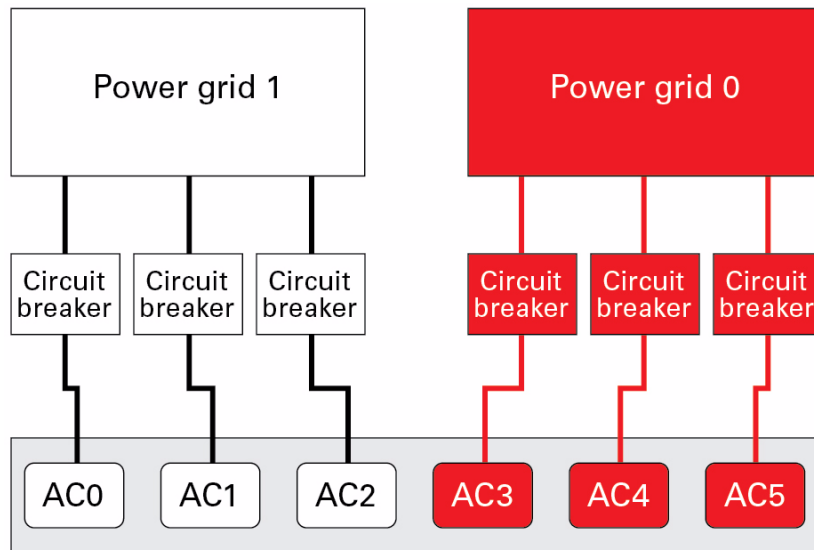 Power grid 1
Power grid 0
Circuit
breaker
Circuit
breaker
Circuit
breaker
Circuit
breaker
Circuit
breaker
Circuit
breaker
AC0
AC1
AC2
AC3
AC4
AC5